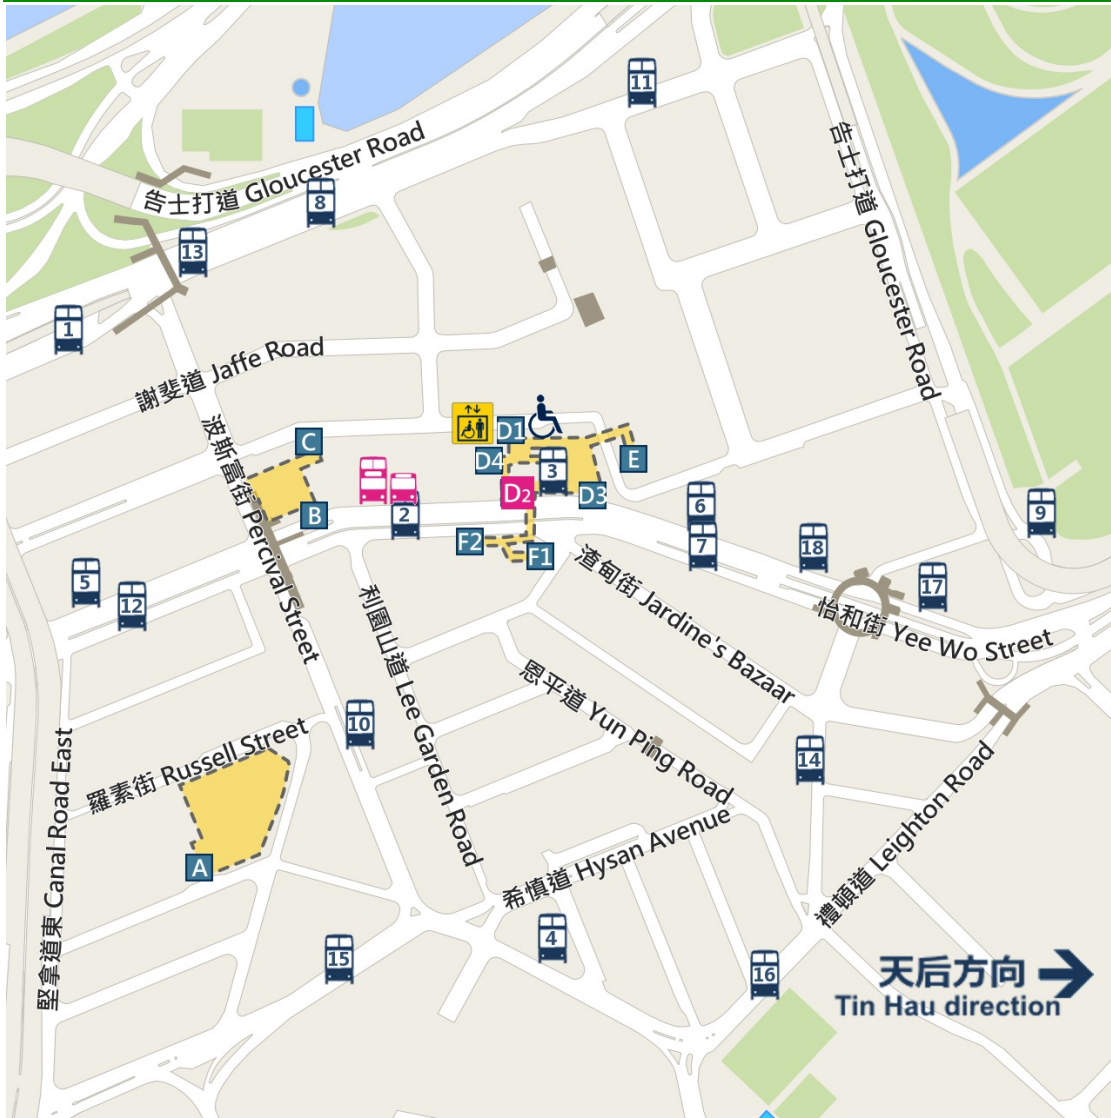 11
告士打道 Gloucester Road
告士打道 Gloucester Road
8
13
1
謝斐道 Jaffe Road
D1
C
D4
E
3
波斯富街 Percival Street
D2
D3
B
2
6
9
F2
F1
7
18
渣甸街 Jardine's Bazaar
5
12
17
怡和街 Yee Wo Street
利園山道 Lee Garden Road
恩平道 Yun Ping Road
10
羅素街 Russell Street
堅拿道東 Canal Road East
14
禮頓道 Leighton Road
希慎道 Hysan Avenue
A
4
15
16
天后方向
Tin Hau direction